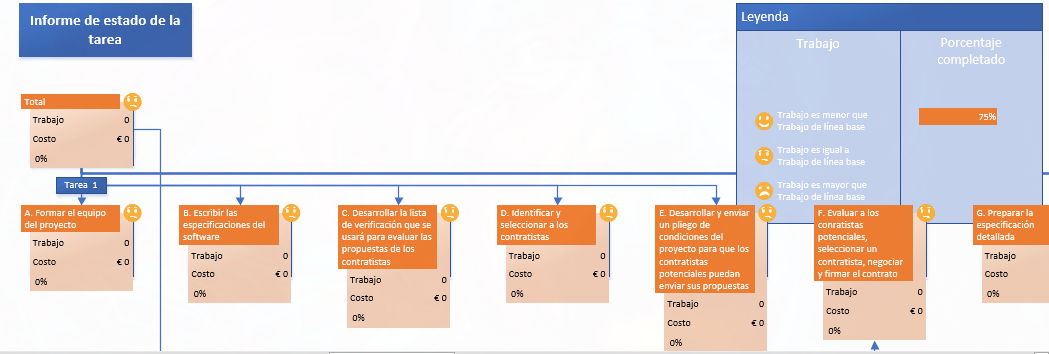 Informe de estado de la
tarea
Leyenda
Trabajo
Porcentaje
completado
Trabajo es menor que
Trabajo de línea base
75%
Trabajo es igual a
Trabajo de línea base
Trabajo es mayor que
Trabajo de línea base
Total
Trabajo 0
Costo € 0
0%
Tarea 1
A. Formar el equipo
del proyecto
Trabajo 0
Costo € 0
0%
B. Escribir las
especificaciones del
software
Trabajo 0
Costo € 0
0%
C. Desarrollar la lista
de verificación que se
usará para evaluar las
propuestas de los
contratistas
Trabajo 0
Costo € 0
0%
D. Identificar y
seleccionar a los
contratistas
Trabajo 0
Costo € 0
0%
E. Desarrollar y enviar
un pliego de
condiciones del
proyecto para que los
contratistas
potenciales puedan
enviar sus propuestas
Trabajo 0
Costo € 0
0%
F. Evaluar a los
conratistas
potenciales,
seleccionar un
contratista, negociar
y firmar el contrato
Trabajo 0
Costo € 0
0%
G. Preparar la
especificación
detallada
Trabajo
Costo
0%